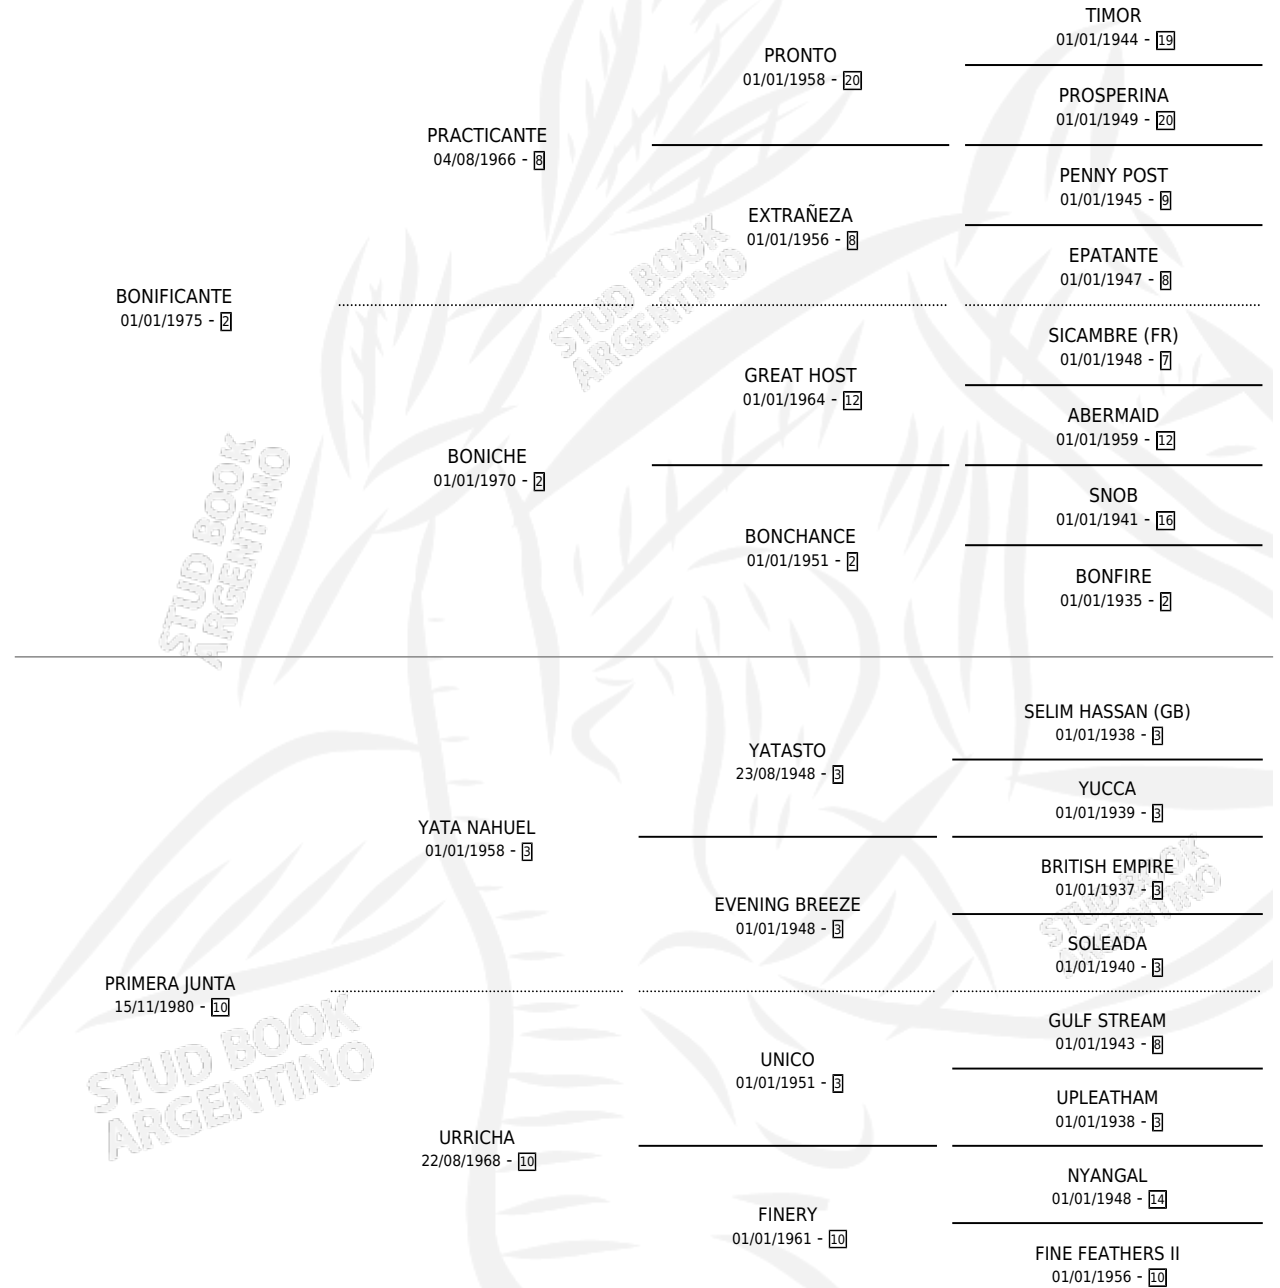 TIMOR
01/01/1944 - 19
PRONTO
01/01/1958 - 20
PROSPERINA
01/01/1949 - 20
PRACTICANTE
04/08/1966 - 8
PENNY POST
01/01/1945 - 9
EXTRAÑEZA
01/01/1956 - 8
EPATANTE
01/01/1947 - 8
BONIFICANTE
01/01/1975 - 2
SICAMBRE (FR)
01/01/1948 - 7
GREAT HOST
01/01/1964 - 12
ABERMAID
01/01/1959 - 12
BONICHE
01/01/1970 - 2
SNOB
01/01/1941 - 16
BONCHANCE
01/01/1951 - 2
BONFIRE
01/01/1935 - 2
SELIM HASSAN (GB)
01/01/1938 - 3
YATASTO
23/08/1948 - 3
YUCCA
01/01/1939 - 3
YATA NAHUEL
01/01/1958 - 3
BRITISH EMPIRE
01/01/1937 - 3
EVENING BREEZE
01/01/1948 - 3
SOLEADA
01/01/1940 - 3
PRIMERA JUNTA
15/11/1980 - 10
GULF STREAM
01/01/1943 - 8
UNICO
01/01/1951 - 3
UPLEATHAM
01/01/1938 - 3
URRICHA
22/08/1968 - 10
NYANGAL
01/01/1948 - 14
FINERY
01/01/1961 - 10
FINE FEATHERS II
01/01/1956 - 10
STUD BOOK
ARGENTINO
STUD BOOK
ARGENTINO
STUD BOOK
ARGENTINO
STUD BOOK
ARGENTINO